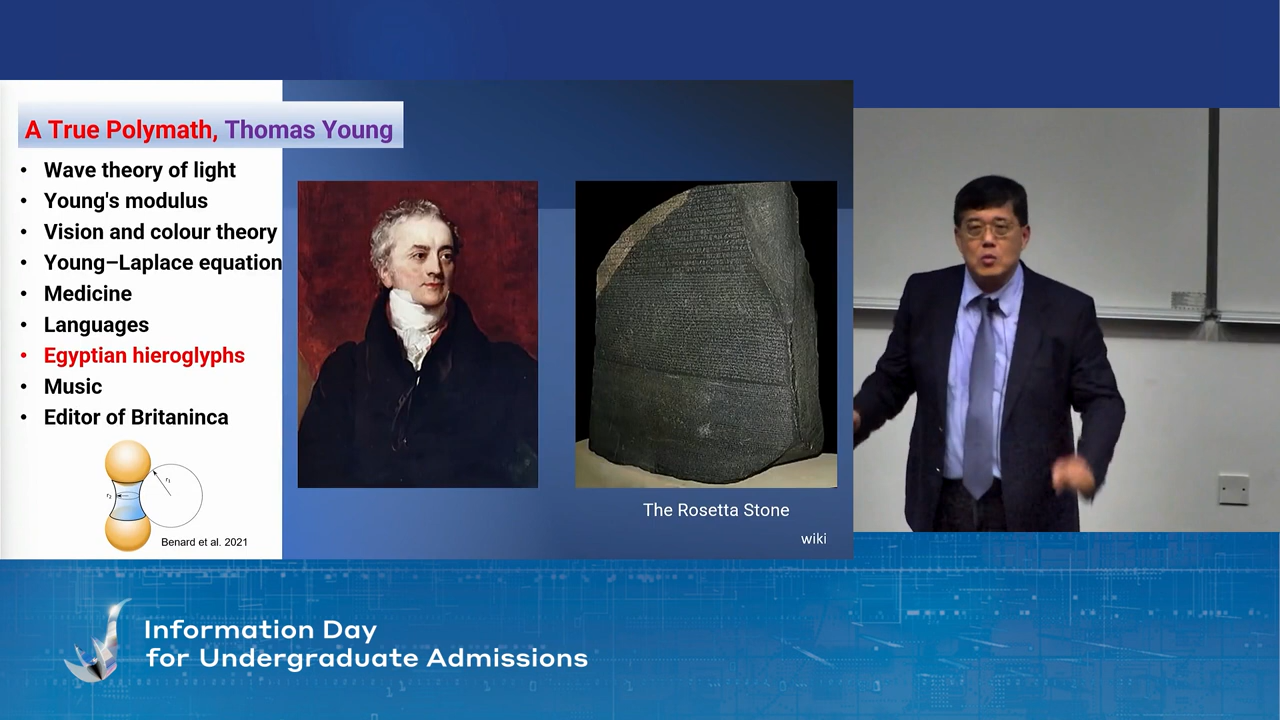 A True Polymath, Thomas Young
• Wave theory of light
• Young's modulus
• Vision and colour theory
• Young–Laplace equation
• Medicine
• Languages
• Egyptian hieroglyphs
• Music
• Editor of Britaninca
r1
r2
Benard et al. 2021
The Rosetta Stone
wiki
Information Day
for Undergraduate Admissions